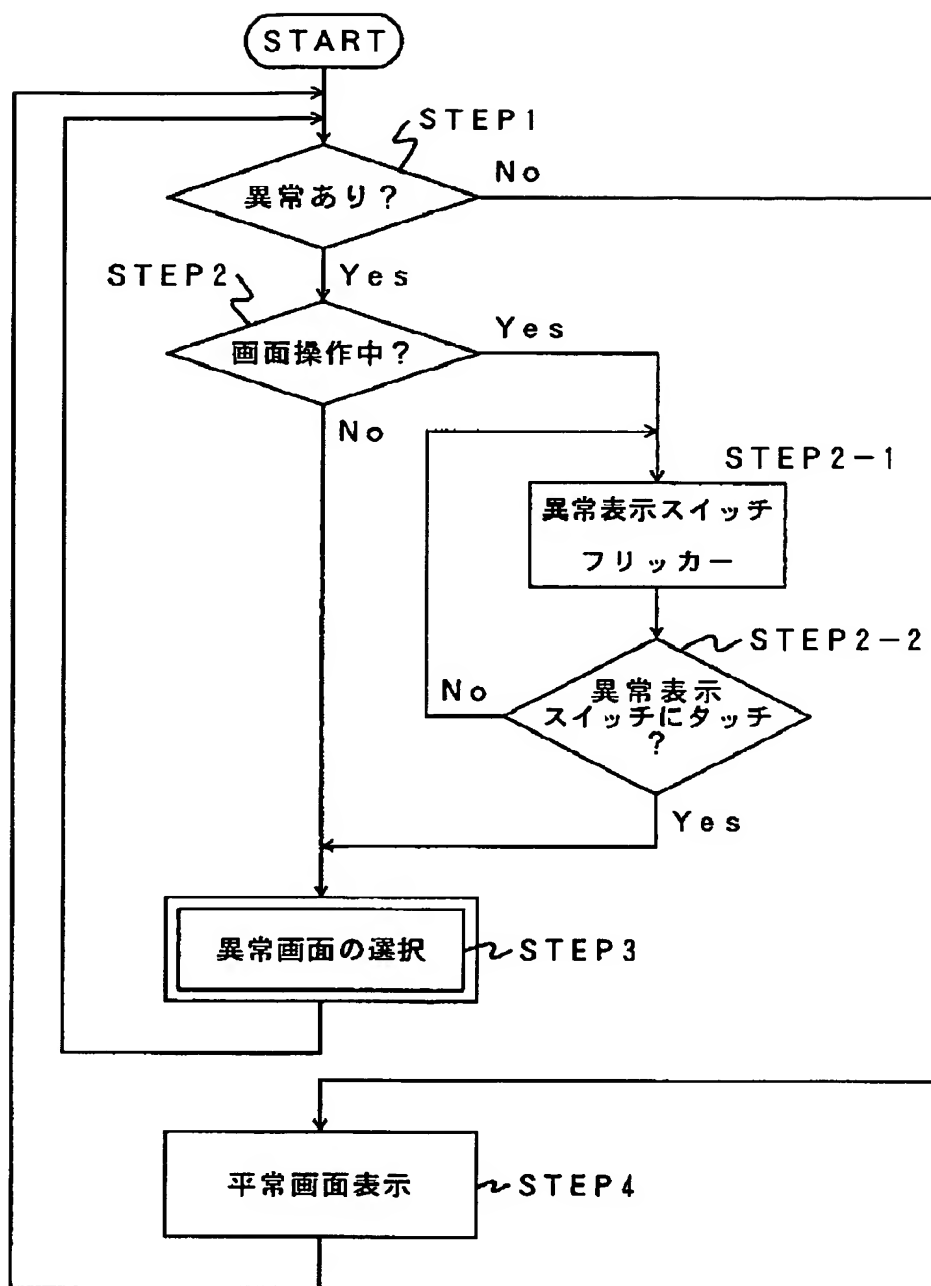 START
STEP1
異常あり？
No
Yes
STEP2
画面操作中？
Yes
No
STEP2-1
異常表示スイッチ
フリッカー
STEP2-2
異常表示
スイッチにタッチ
？
No
Yes
異常画面の選択
STEP3
平常画面表示
STEP4